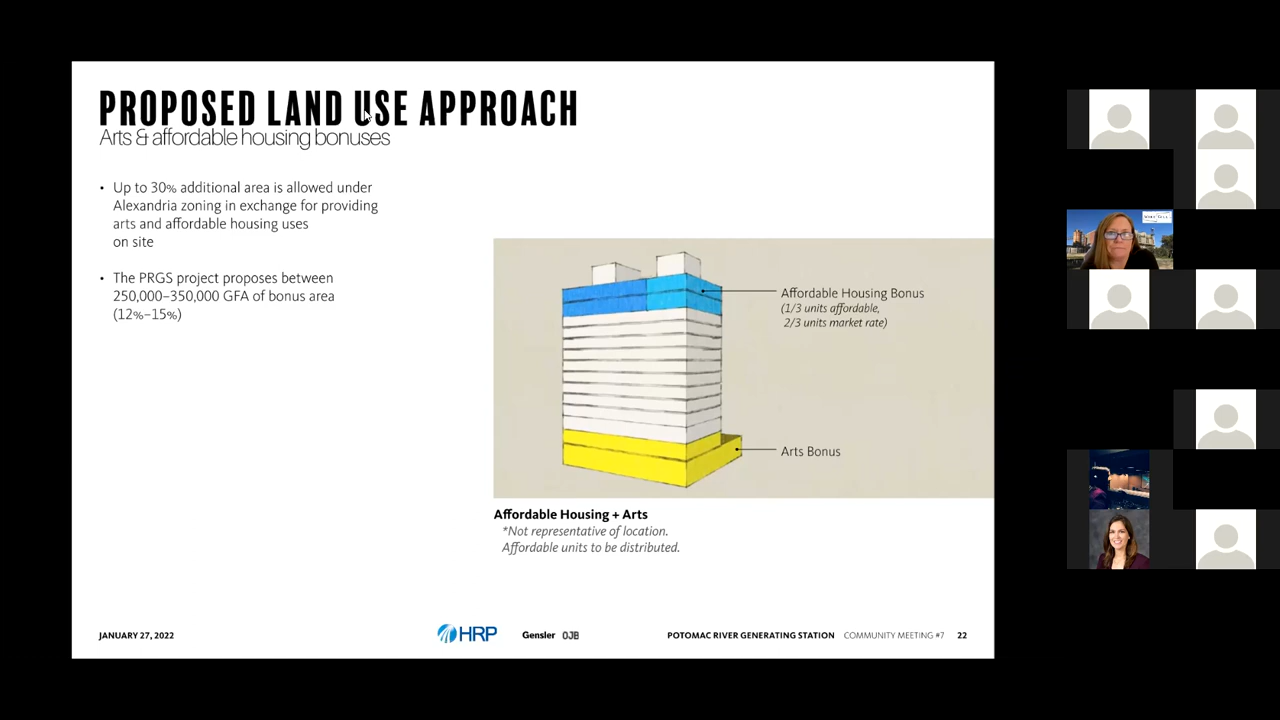 PROPOSED LAND USE APPROACH
Arts & affordable housing bonuses
• Up to 30% additional area is allowed under
Alexandria zoning in exchange for providing
arts and affordable housing uses
on site
• The PRGS project proposes between
250,000–350,000 GFA of bonus area
(12%–15%)
Affordable Housing Bonus
(1/3 units affordable,
2/3 units market rate)
Arts Bonus
Affordable Housing + Arts
*Not representative of location.
Affordable units to be distributed.
JANUARY 27, 2022
HRP
Gensler
OJB
POTOMAC RIVER GENERATING STATION COMMUNITY MEETING #7 22